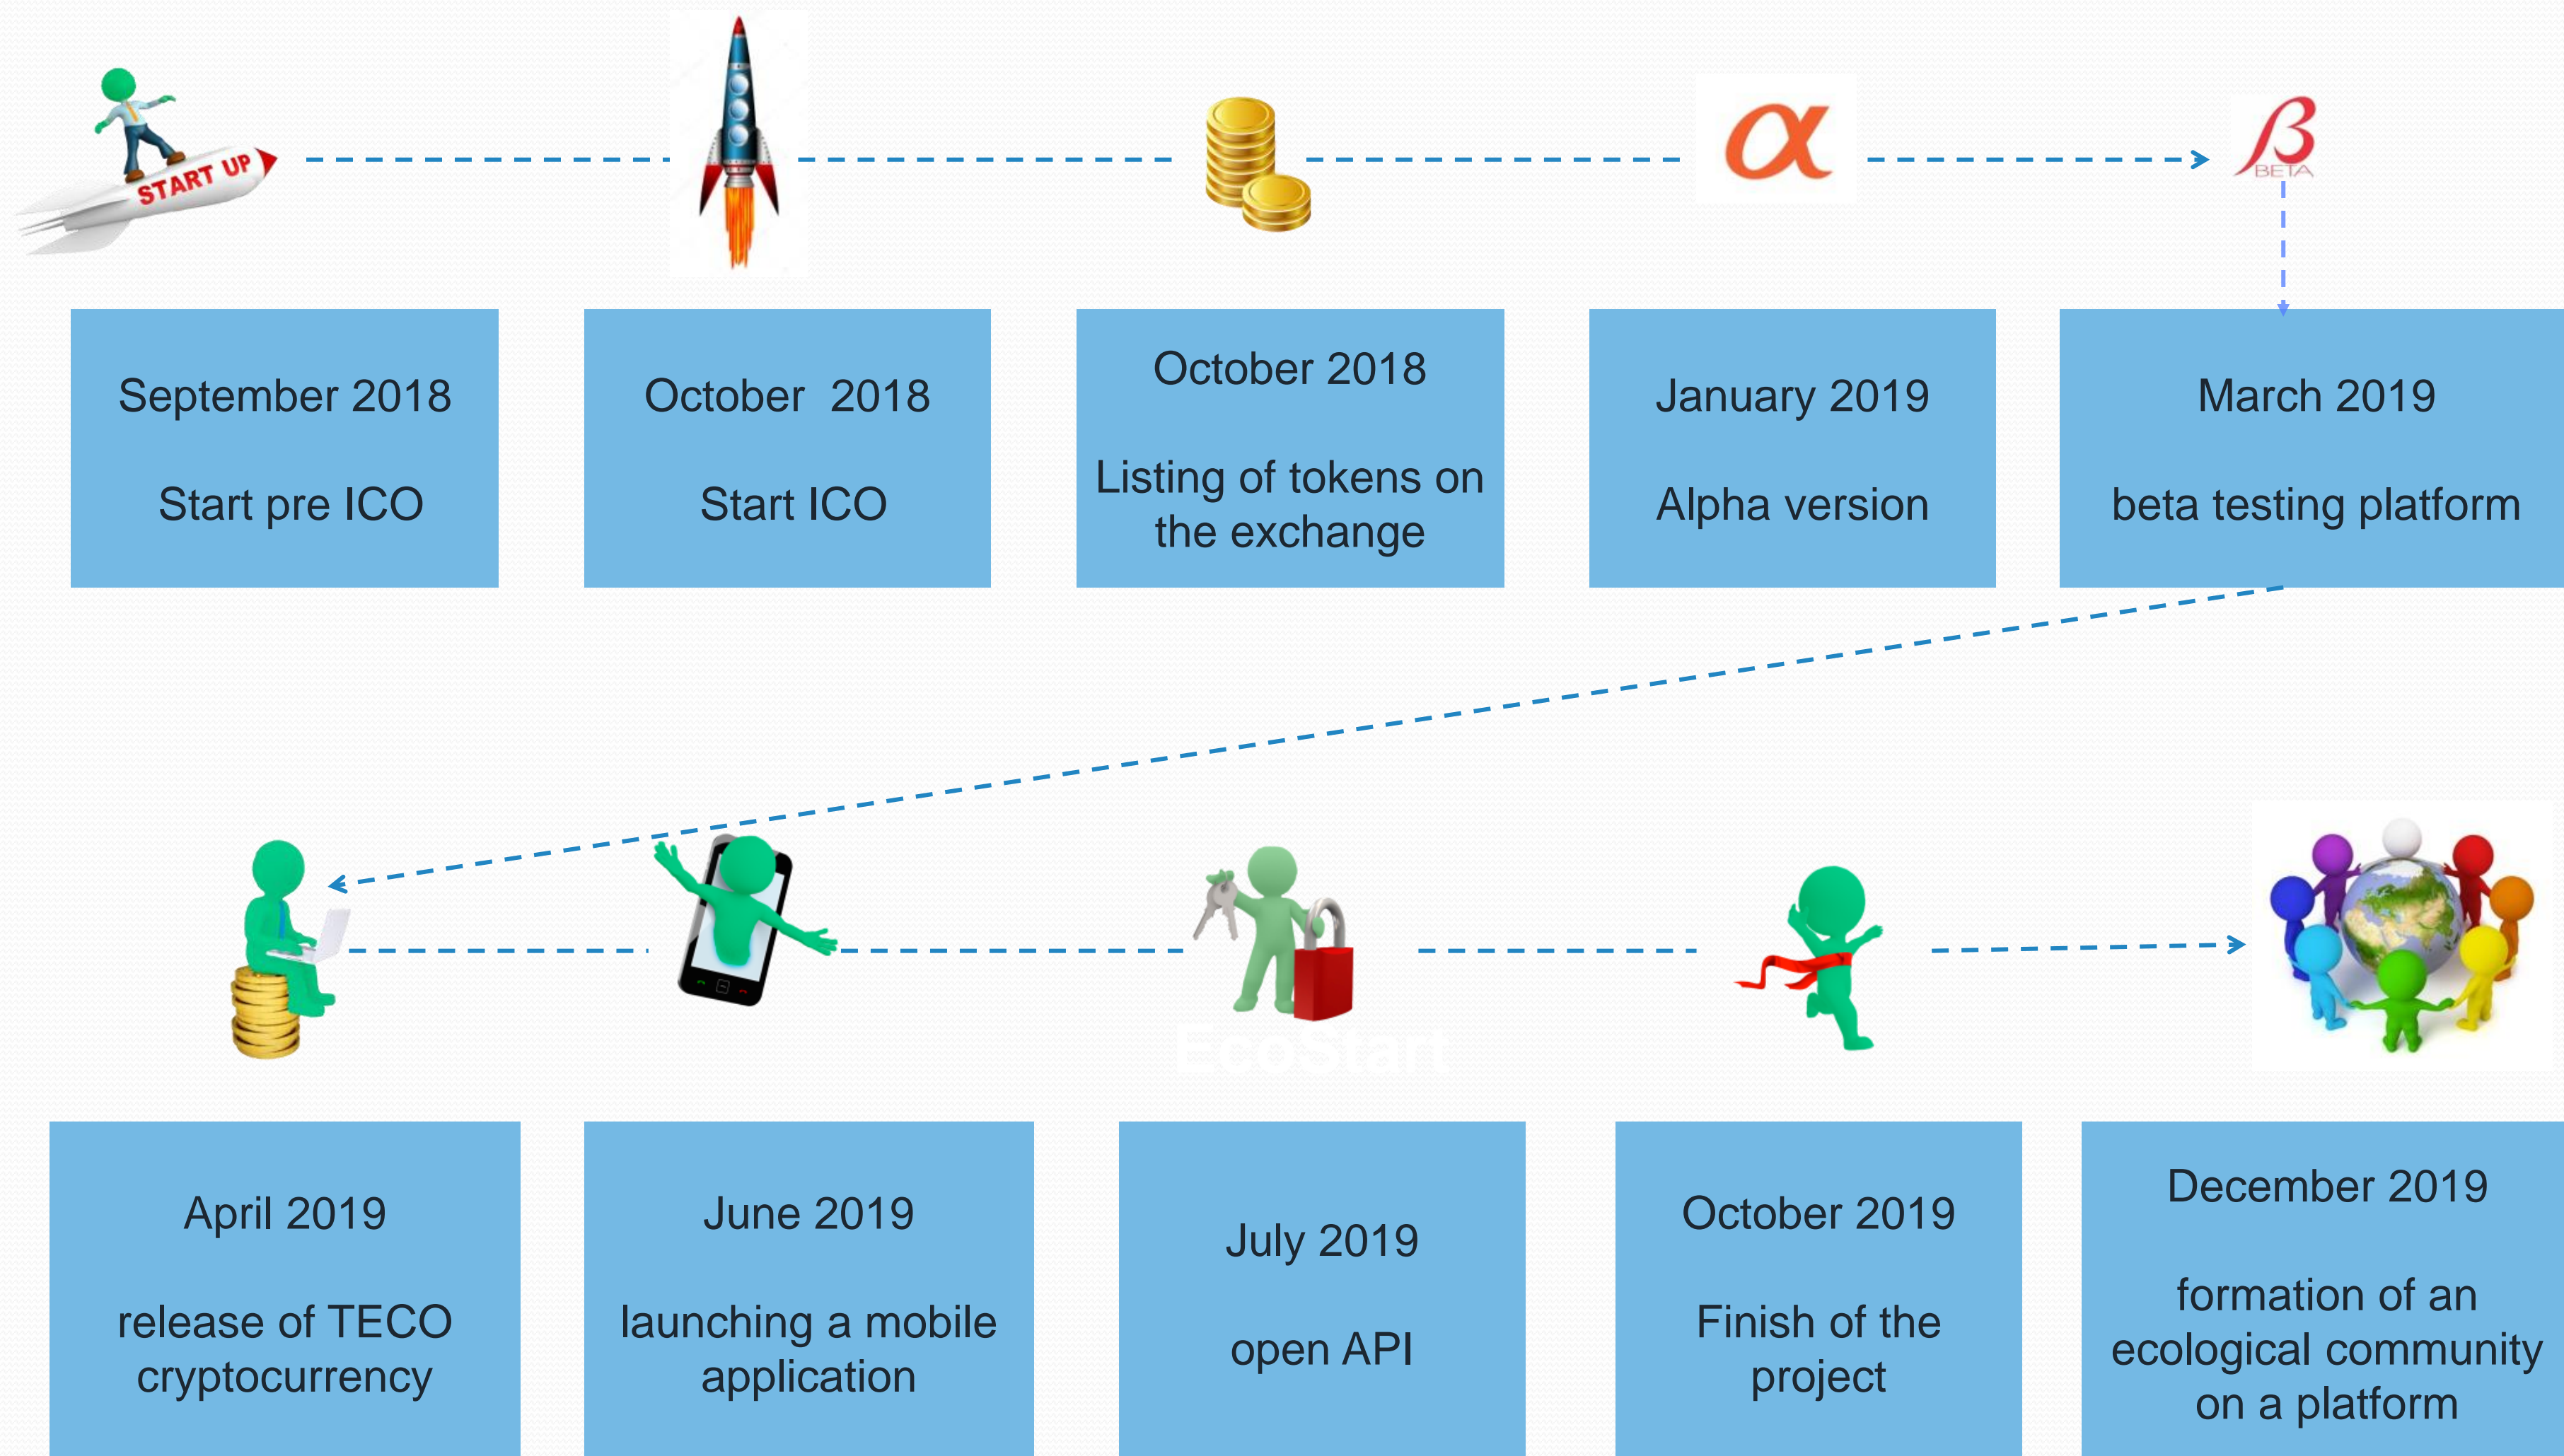 START UP
BETA
September 2018
Start pre ICO
October 2018
Start ICO
October 2018
Listing of tokens on
the exchange
January 2019
Alpha version
March 2019
beta testing platform
EcoStart
April 2019
release of TECO
cryptocurrency
June 2019
launching a mobile
application
July 2019
open API
October 2019
Finish of the
project
December 2019
formation of an
ecological community
on a platform